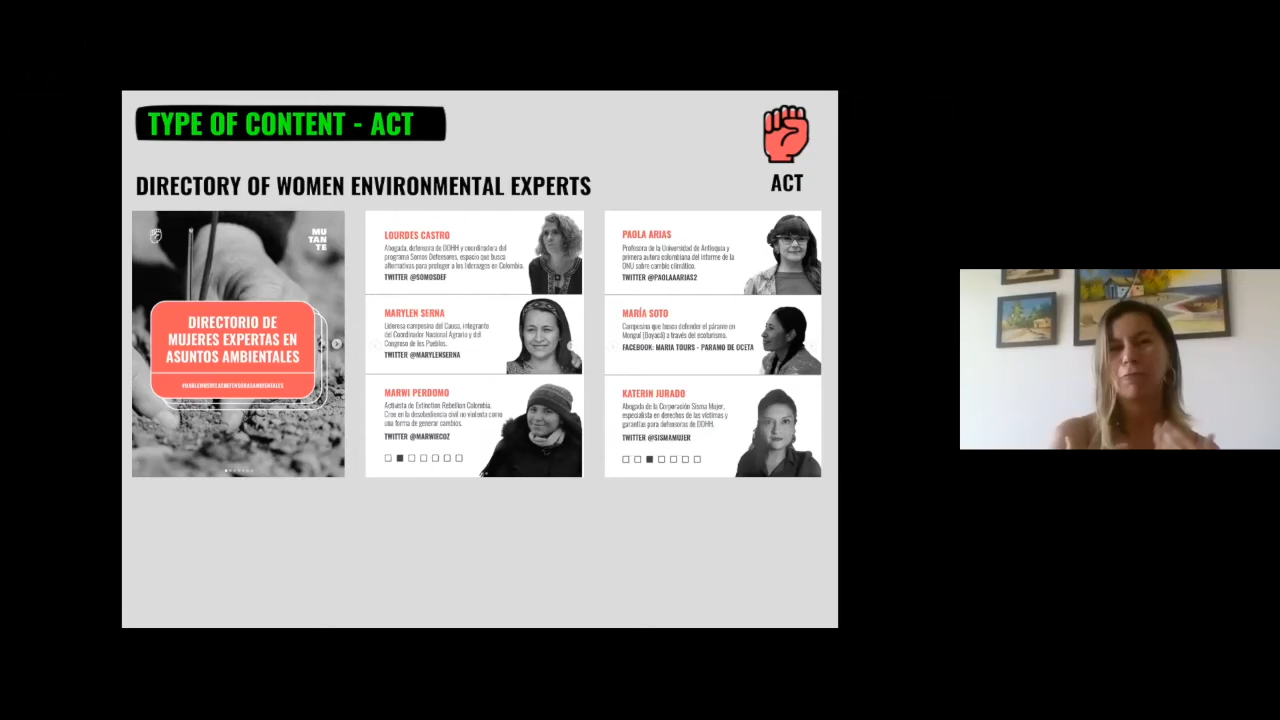 TYPE OF CONTENT - ACT
ACT
DIRECTORY OF WOMEN ENVIRONMENTAL EXPERTS
MU
TAN
TE
DIRECTORIO DE
MUJERES EXPERTAS EN
ASUNTOS AMBIENTALES
LOURDES CASTRO
Abogada, defensora de DDHH y coordinadora del
programa Somos Defensores, espacio que busca
alternativas para proteger a los liderazgos en Colombia.
TWITTER @SOMOSDEF
MARYLEN SERNA
Lideresa campesina del Cauca, integrante
del Coordinador Nacional Agrario y del
Congreso de los Pueblos.
TWITTER @MARYLENSERNA
MARWI PERDOMO
Activista de Extinction Rebellion Colombia.
Cree en la desobediencia civil no violenta como
una forma de generar cambios.
TWITTER @MARWIECOZ
PAOLA ARIAS
Profesora de la Universidad de Antioquia y
primera autora colombiana del informe de la
ONU sobre cambio climático.
TWITTER @PAOLAAARIAS2
MARÍA SOTO
Campesina que busca defender el páramo en
Monguí (Boyacá) a través del ecoturismo.
FACEBOOK: MARIA TOURS - PARAMO DE OCETA
KATERIN JURADO
Abogada de la Corporación Sisma Mujer,
especialista en derechos de las víctimas y
garantías para defensoras de DDHH.
TWITTER @SISMAMUJER